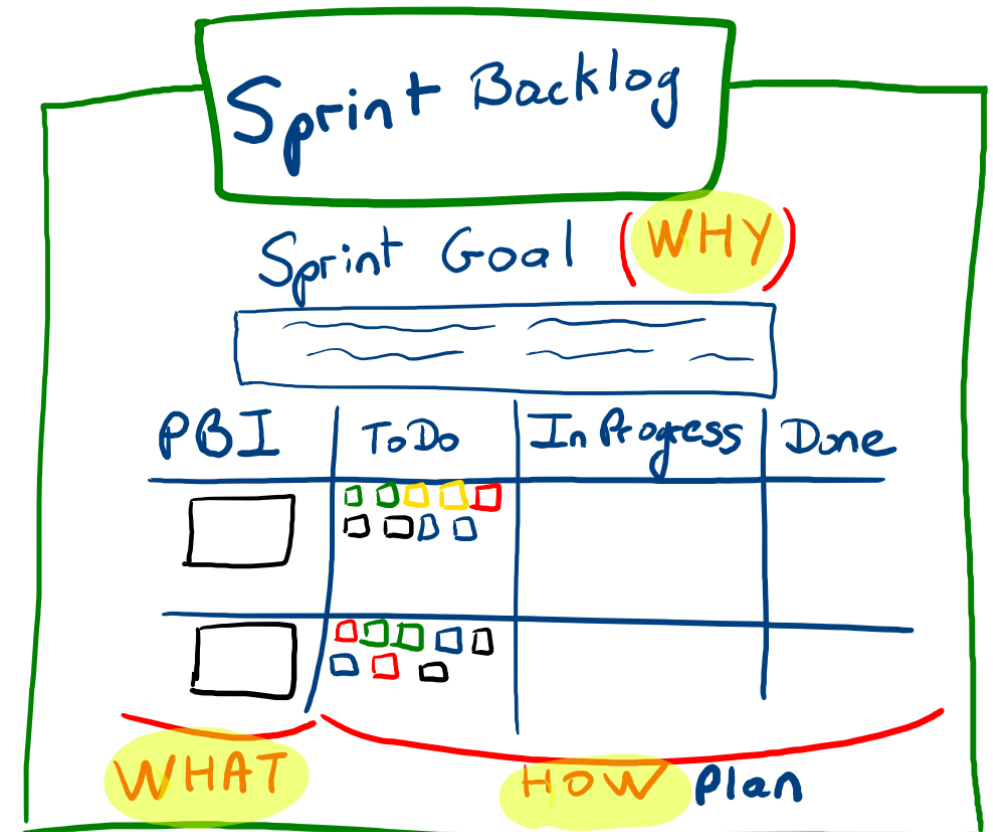 Sprint Backlog
Sprint Goal (WHY)
PBI ToDo In Progress Done
WHAT HOW Plan